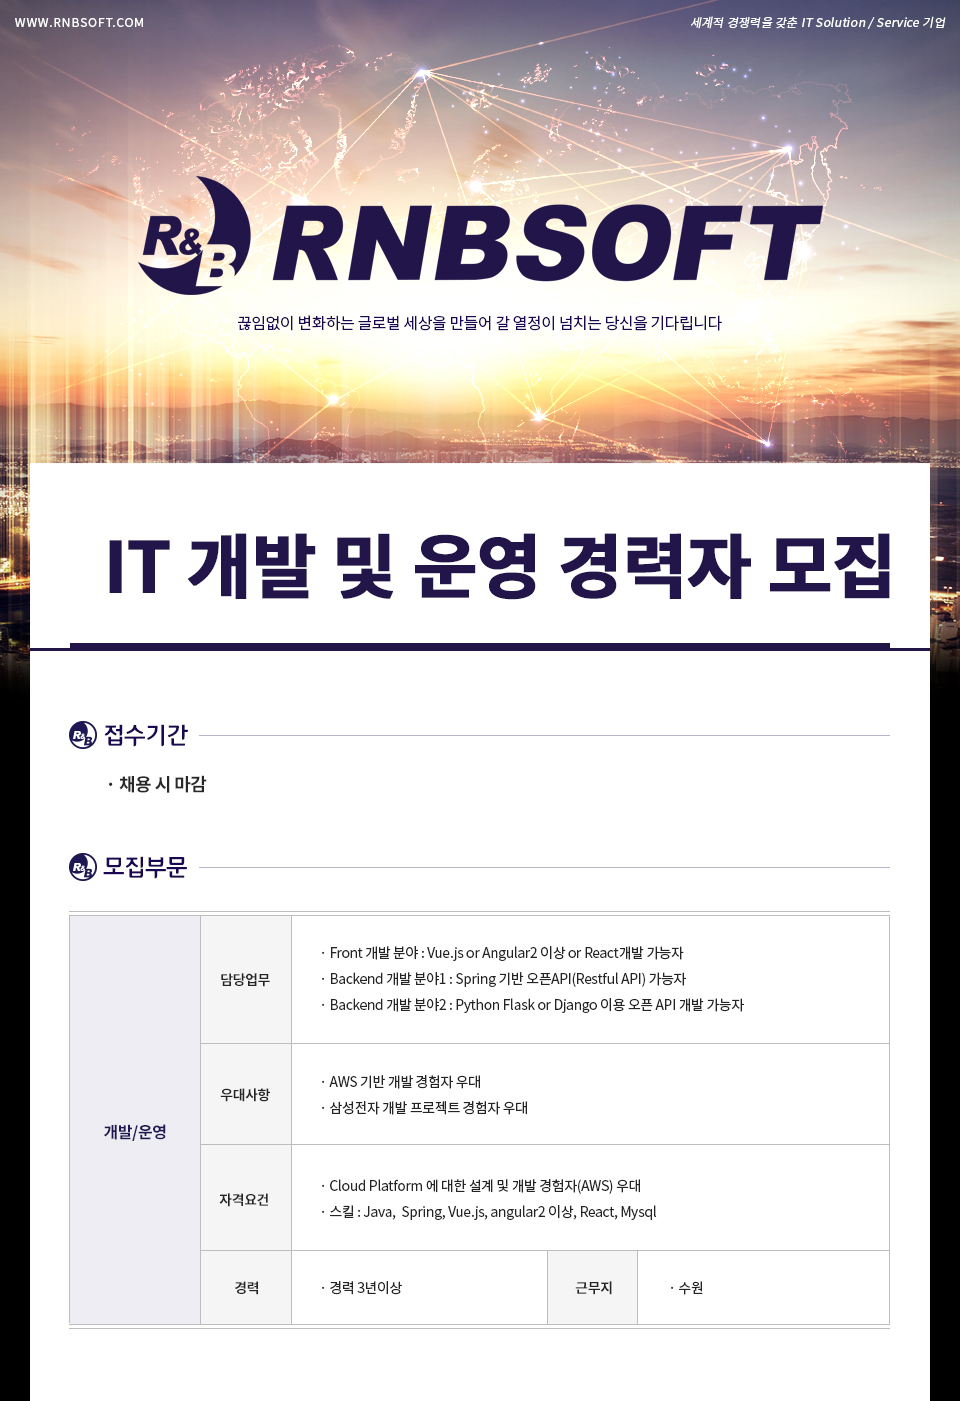 WWW.RNBSOFT.COM
세계적 경쟁력을 갖춘 IT Solution / Service 기업
R&B
RNBSOFT
끊임없이 변화하는 글로벌 세상을 만들어 갈 열정이 넘치는 당신을 기다립니다
IT 개발 및 운영 경력자 모집
R&B 접수기간
· 채용 시 마감
R&B 모집부문
개발/운영
담당업무
· Front 개발 분야 : Vue.js or Angular2 이상 or React개발 가능자
· Backend 개발 분야1 : Spring 기반 오픈API(Restful API) 가능자
· Backend 개발 분야2 : Python Flask or Django 이용 오픈 API 개발 가능자
우대사항
· AWS 기반 개발 경험자 우대
· 삼성전자 개발 프로젝트 경험자 우대
자격요건
· Cloud Platform 에 대한 설계 및 개발 경험자(AWS) 우대
· 스킬 : Java,  Spring, Vue.js, angular2 이상, React, Mysql
경력
· 경력 3년이상
근무지
· 수원